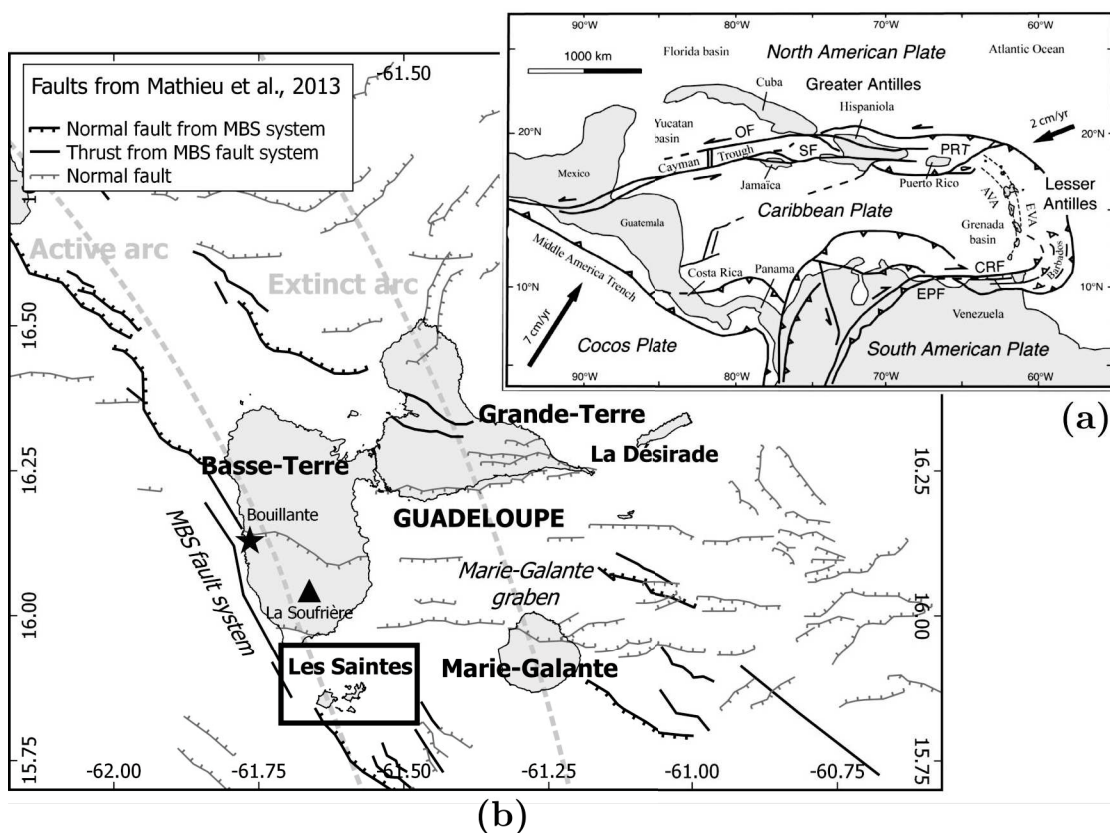 -61.50
Faults from Mathieu et al., 2013
Normal fault from MBS system
Thrust from MBS fault system
Normal fault
Active arc
Extinct arc
16.50
16.25
16.00
15.75
Grande-Terre
La Désirade
Basse-Terre
Bouillante
GUADELOUPE
MBS fault system
La Soufrière
Marie-Galante
graben
Les Saintes
Marie-Galante
16.25
16.00
15.75
-62.00
-61.75
-61.50
-61.25
-61.00
-60.75
(b)
90°W
80°W
70°W
60°W
1000 km
Florida basin
North American Plate
Atlantic Ocean
Greater Antilles
Cuba
Hispaniola
20°N
Yucatan
basin
OF
2 cm/yr
20°N
Cayman
Trough
SF
PRT
Mexico
Jamaïca
Puerto Rico
Lesser
Antilles
AVA
EVA
Guatemala
Caribbean Plate
Grenada
basin
Middle America Trench
Barbados
Costa Rica
Panama
CRF
10°N
EPF
10°N
7 cm/yr
Venezuela
Cocos Plate
South American Plate
90°W
80°W
70°W
60°W
(a)